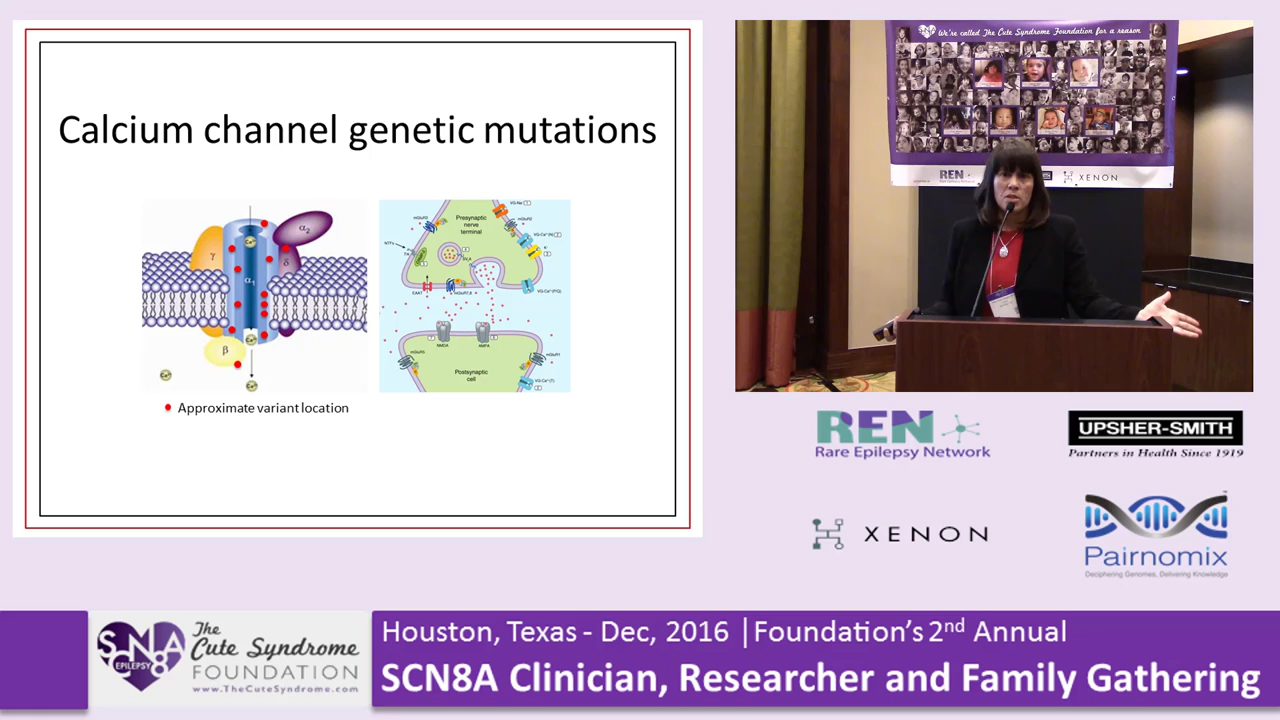 Calcium channel genetic mutations
α2
γ
δ
α1
β
Approximate variant location
Presynaptic
nerve
terminal
NMDA
AMPA
Postsynaptic
cell
We're called The Cute Syndrome Foundation for a reason
REN
XENON
REN
Rare Epilepsy Network
UPSHER-SMITH
Partners in Health Since 1919
XENON
Pairnomix
Deciphering Genomes, Delivering Knowledge
SCN8A
EPILEPSY
The
Cute Syndrome
FOUNDATION
www.TheCuteSyndrome.com
Houston, Texas - Dec, 2016 | Foundation's 2nd Annual
SCN8A Clinician, Researcher and Family Gathering